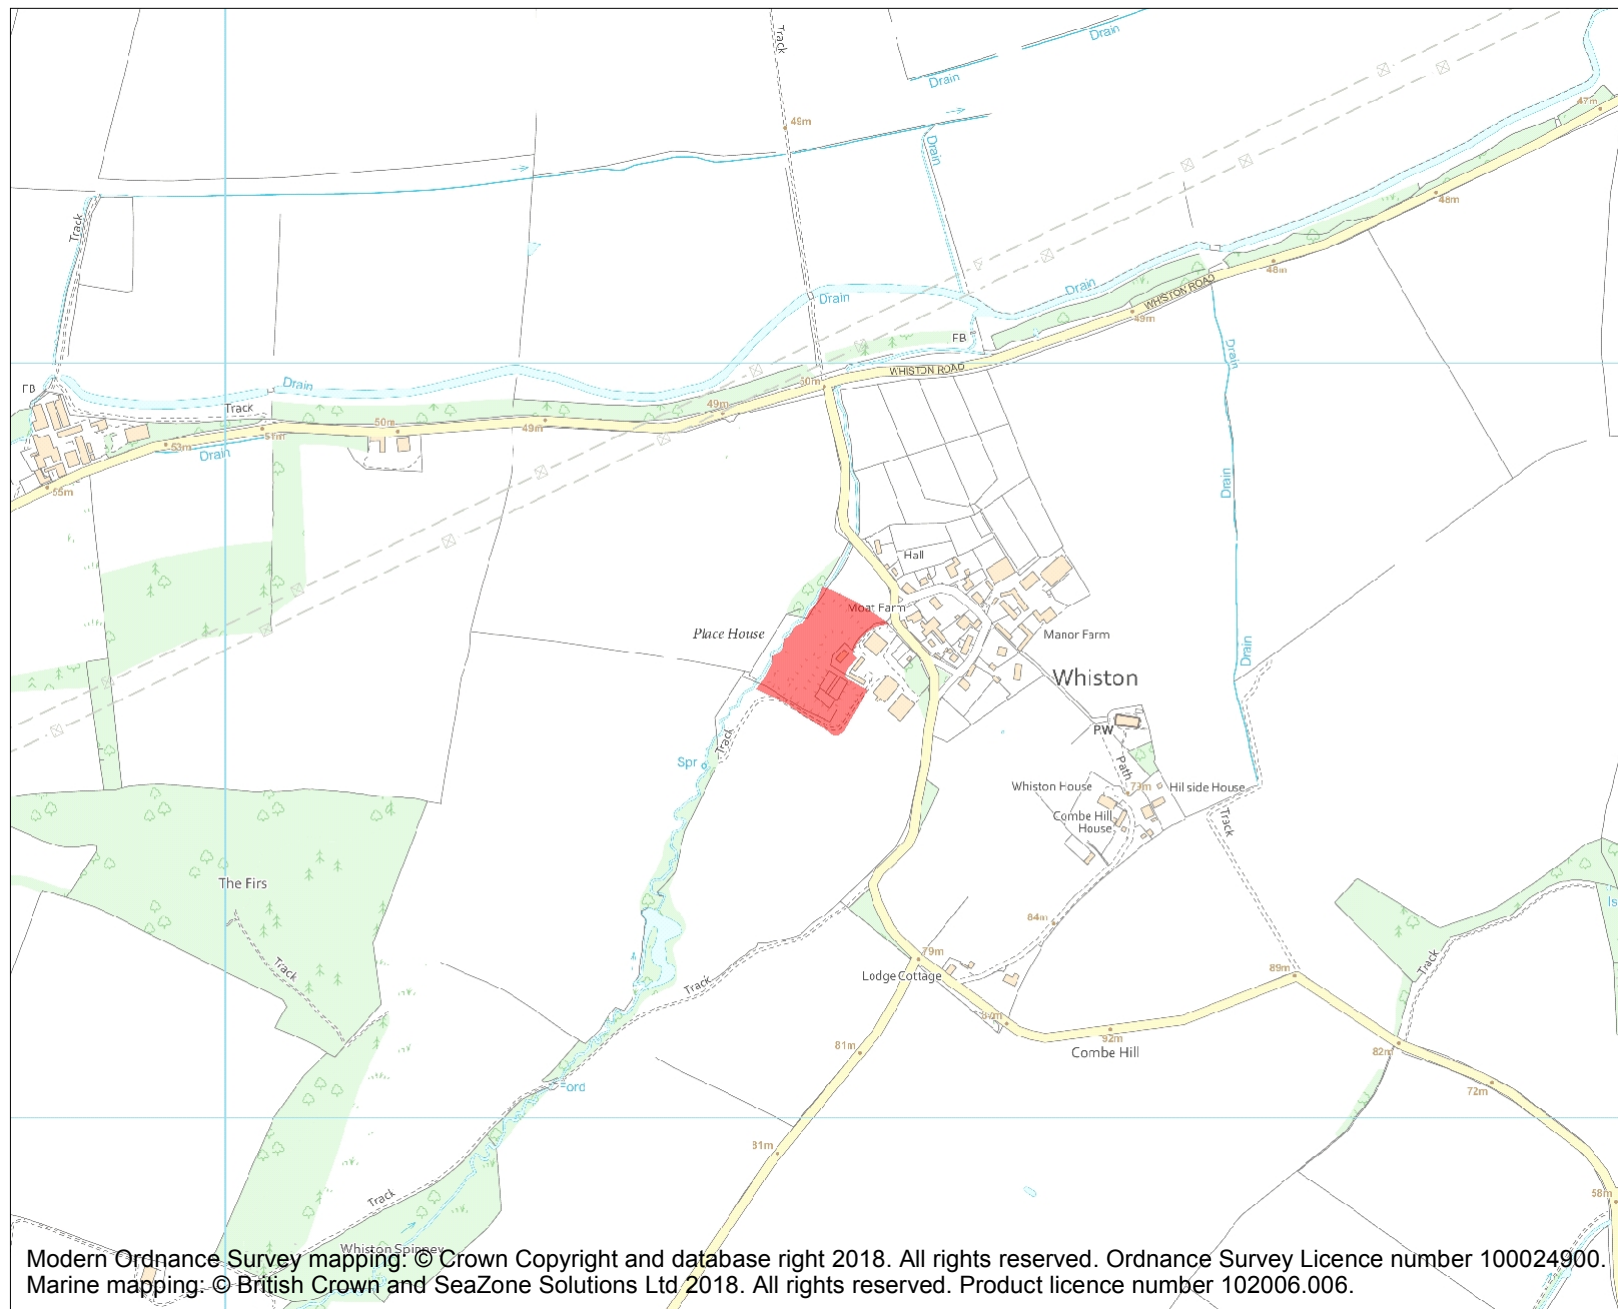 Track
Drain
Drain
49m
Drain
47m
48m
Track
48m
Drain
Drain
WHISTON ROAD
49m
FB
Drain
WHISTON ROAD
50m
FB
Drain
Track
49m
50m
49m
51m
53m
Drain
55m
Drain
Hall
Moat Farm
Place House
Manor Farm
Drain
Whiston
PW
Track
Spr
Path
Whiston House
73m
Hillside House
Combe Hill
House
Track
The Firs
84m
Track
79m
Lodge Cottage
Track
Track
89m
87m
92m
81m
Combe Hill
82m
72m
Ford
81m
Track
58m
Whiston Spinney
Modern Ordnance Survey mapping: © Crown Copyright and database right 2018. All rights reserved. Ordnance Survey Licence number 100024900.
Marine mapping: © British Crown and SeaZone Solutions Ltd 2018. All rights reserved. Product licence number 102006.006.